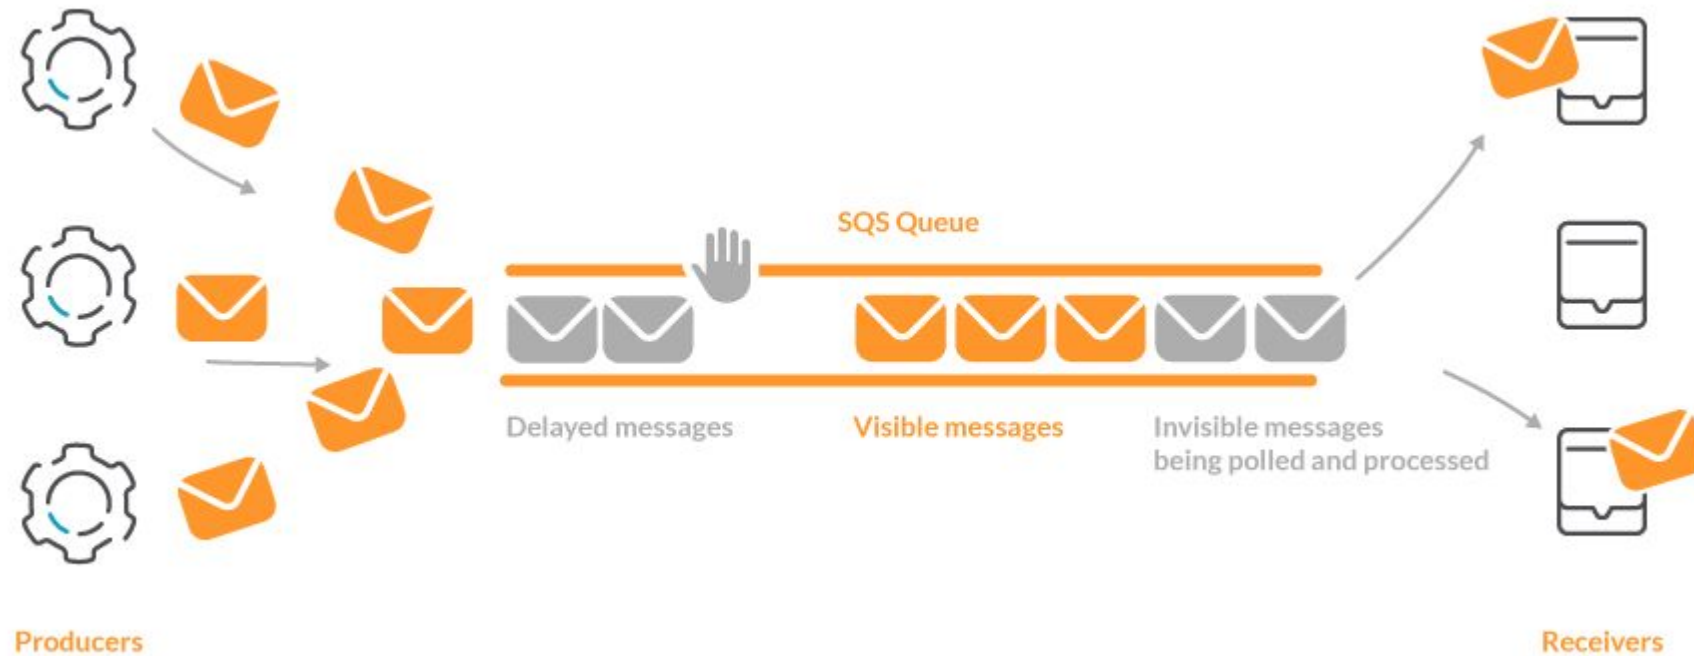 SQS Queue
Delayed messages
Visible messages
Invisible messages
being polled and processed
Producers
Receivers